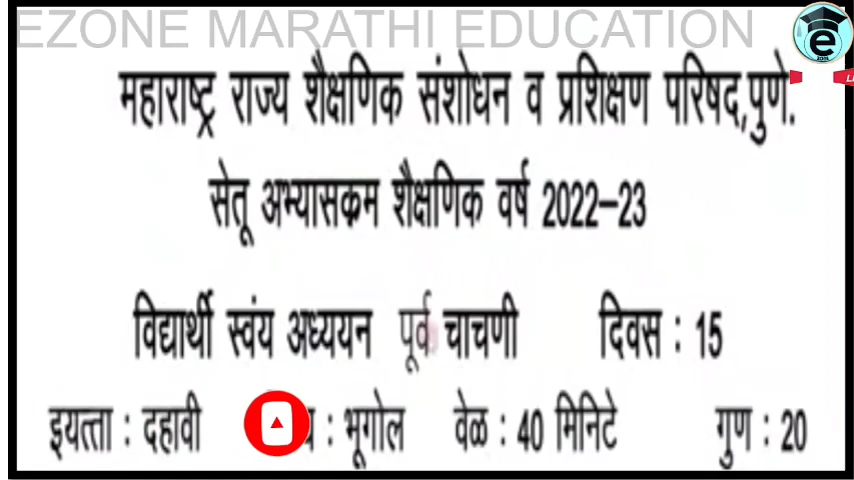 EZONE MARATHI EDUCATION
महाराष्ट्र राज्य शैक्षणिक संशोधन व प्रशिक्षण परिषद,पुणे.
सेतू अभ्यासक्रम शैक्षणिक वर्ष 2022–23
विद्यार्थी स्वंय अध्ययन पूर्व चाचणी दिवस : 15
इयत्ता : दहावी : भूगोल वेळ : 40 मिनिटे गुण : 20